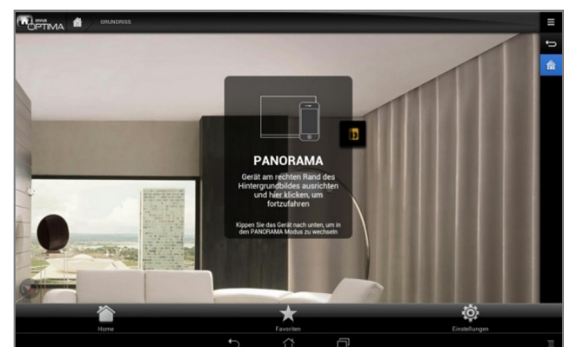 OPTIMA
GRUNDRISS
PANORAMA
Gerät am rechten Rand des
Hintergrundbildes ausrichten
und hier klicken, um
fortzufahren
Kippen Sie das Gerät nach unten, um in
den PANORAMA Modus zu wechseln
Home
Favoriten
Einstellungen